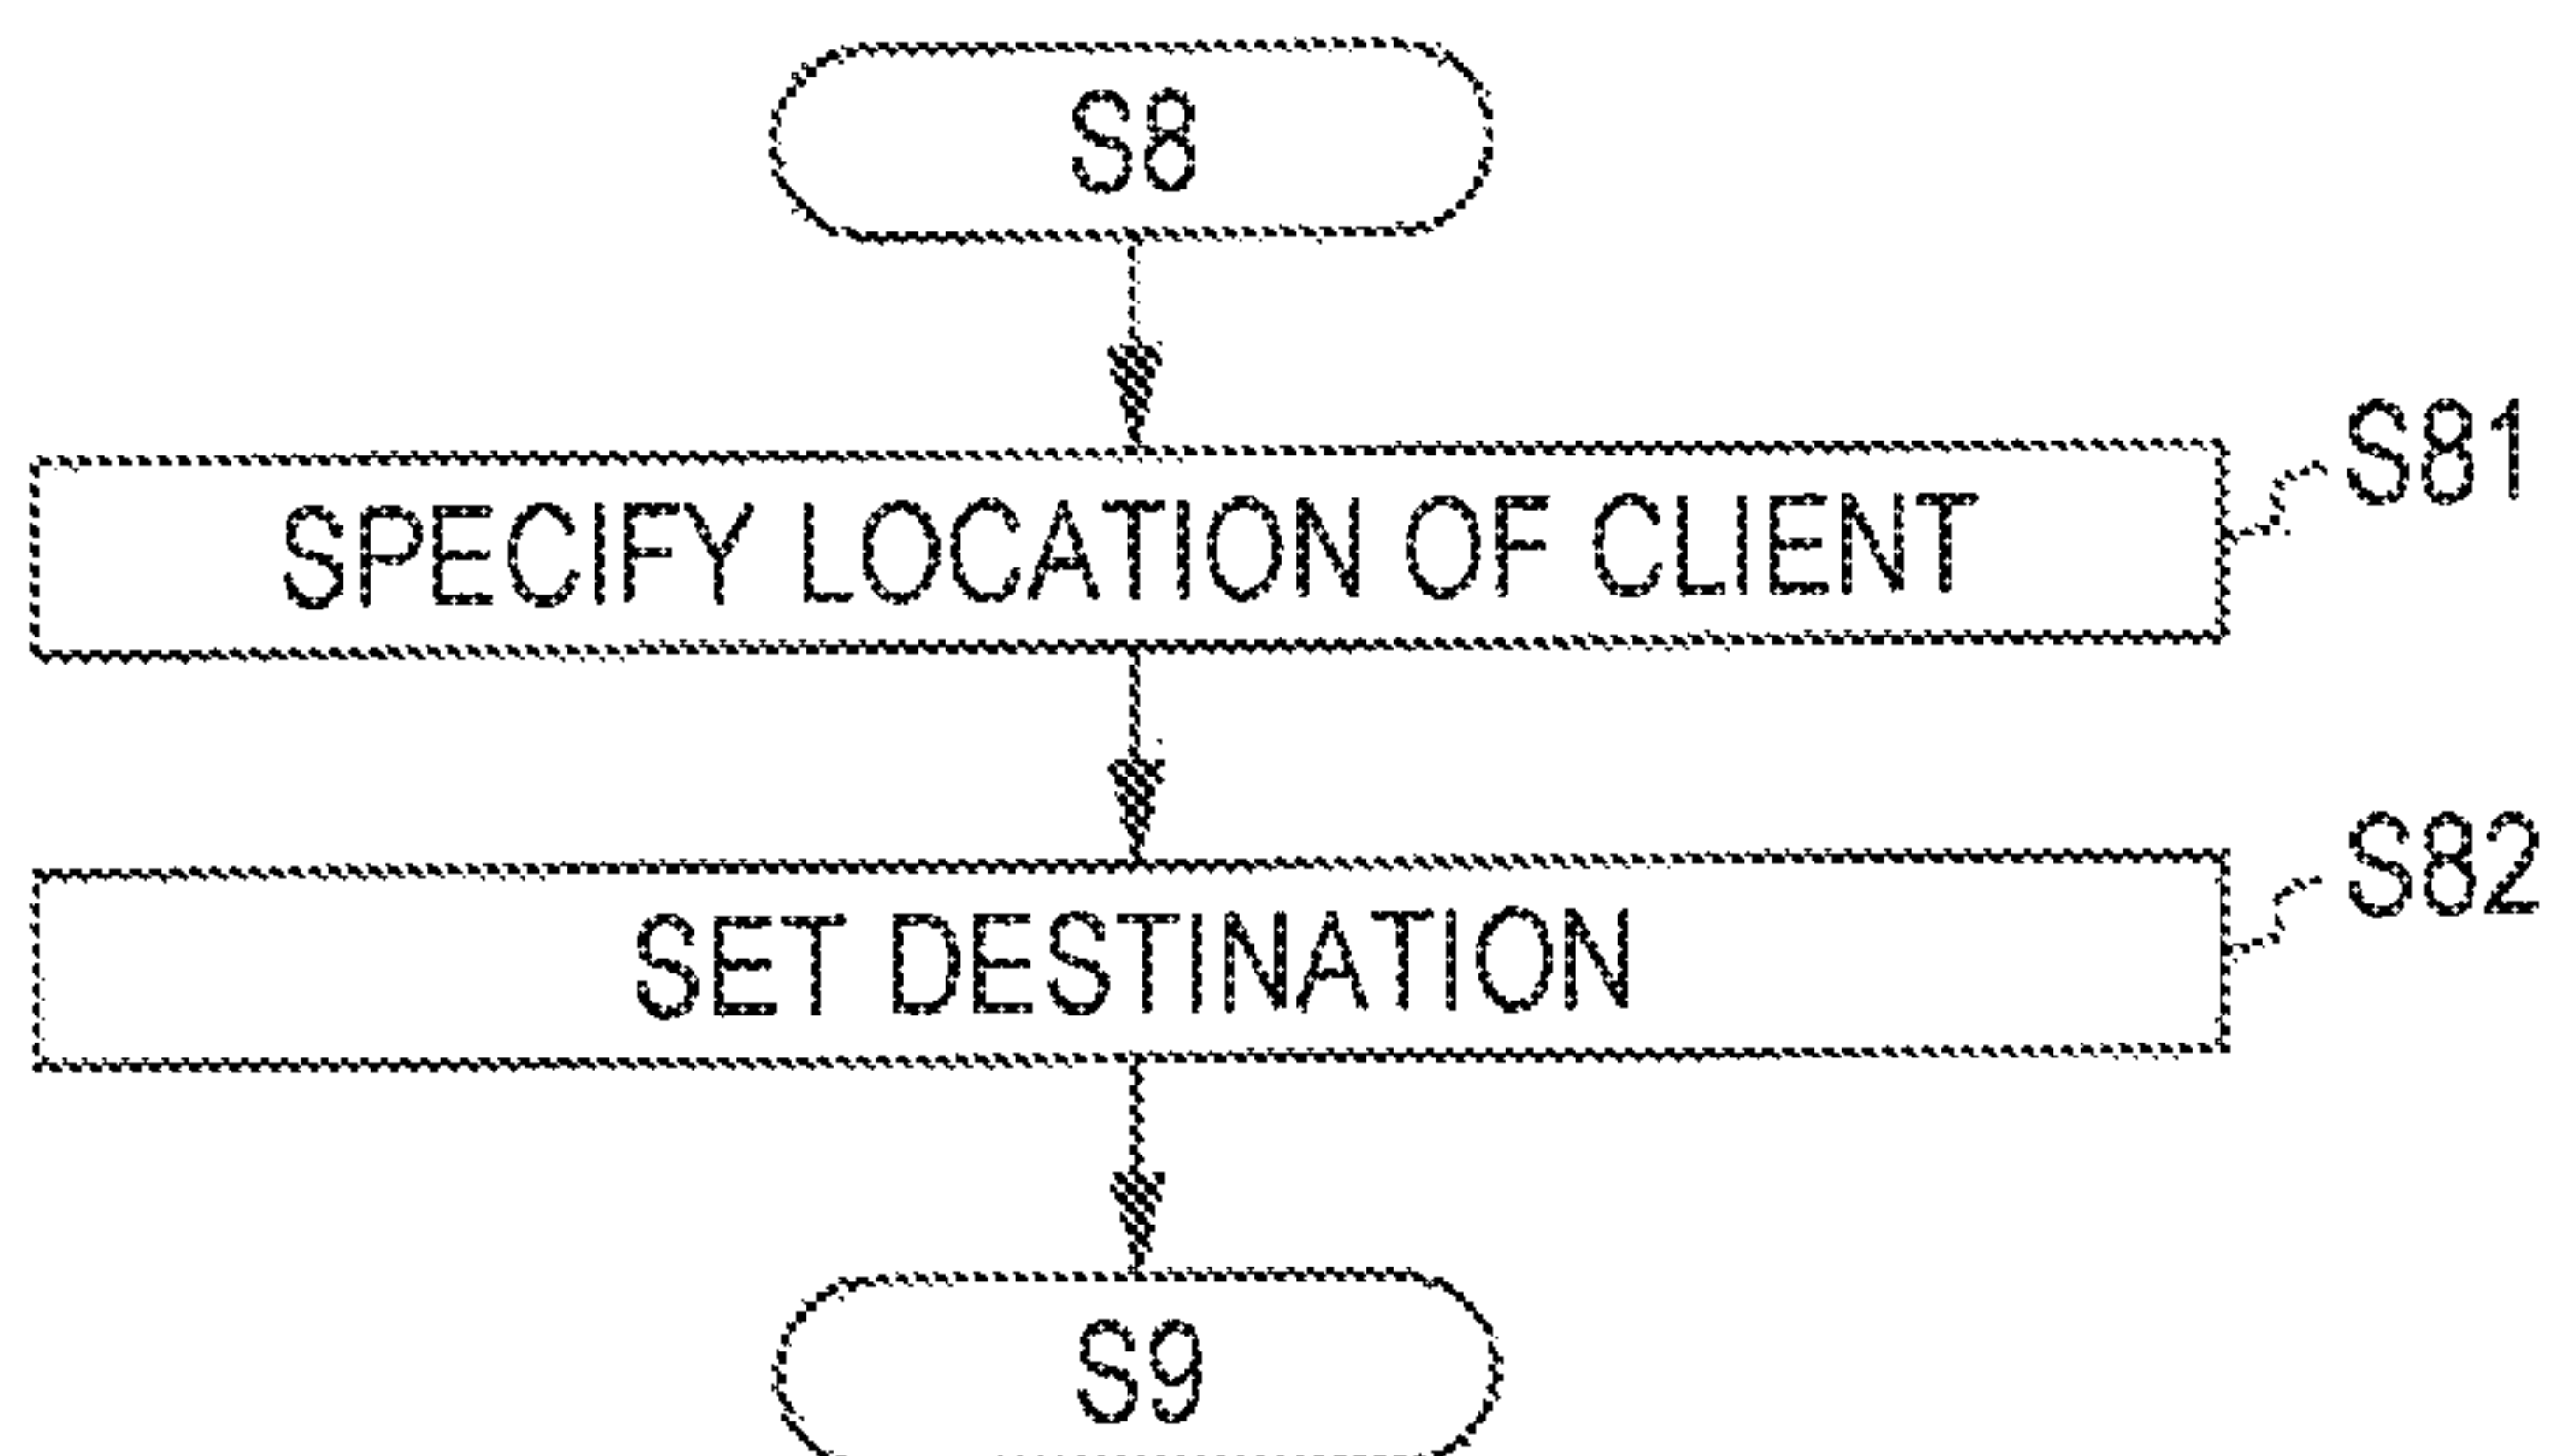 S8
SPECIFY LOCATION OF CLIENT
S81
SET DESTINATION
S82
S9